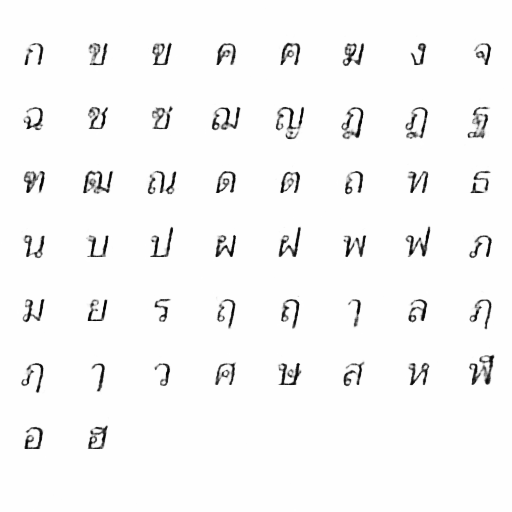 ก ข ฃ ค ฅ ฆ ง จ
ฉ ช ซ ฌ ญ ฎ ฏ ฐ
ฑ ฒ ณ ด ต ถ ท ธ
น บ ป ผ ฝ พ ฟ ภ
ม ย ร ฤ ฤ ๅ ล ฦ
ฦ ๅ ว ศ ษ ส ห ฬ
อ ฮ